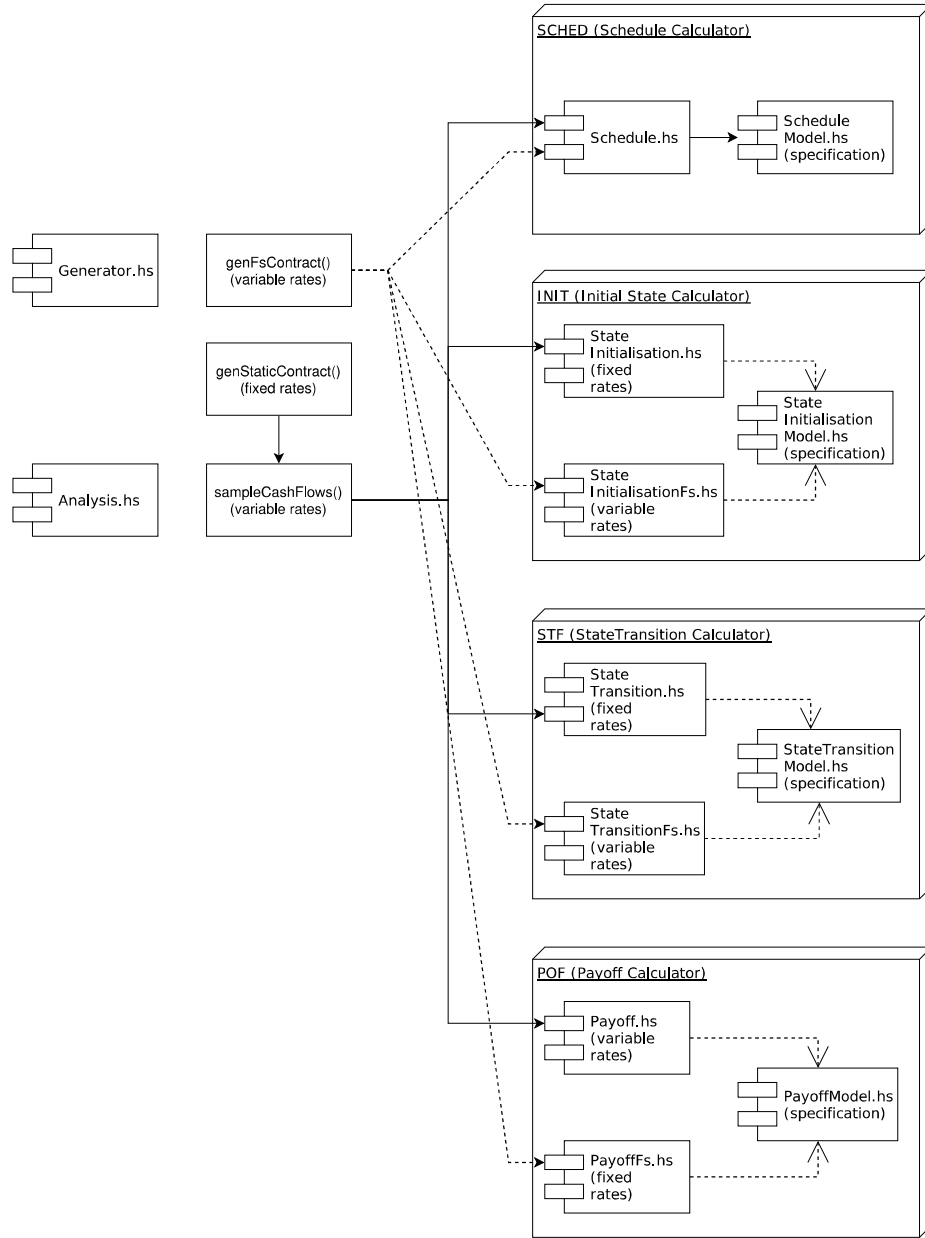 SCHED (Schedule Calculator)
Schedule.hs
Schedule
Model.hs
(specification)
Generator.hs
genFsContract()
(variable rates)
genStaticContract()
(fixed rates)
Analysis.hs
sampleCashFlows()
(variable rates)
INIT (Initial State Calculator)
State
Initialisation.hs
(fixed
rates)
State
Initialisation
Model.hs
(specification)
State
InitialisationFs.hs
(variable
rates)
STF (StateTransition Calculator)
State
Transition.hs
(fixed
rates)
StateTransition
Model.hs
(specification)
State
TransitionFs.hs
(variable
rates)
POF (Payoff Calculator)
Payoff.hs
(variable
rates)
PayoffModel.hs
(specification)
PayoffFs.hs
(fixed
rates)